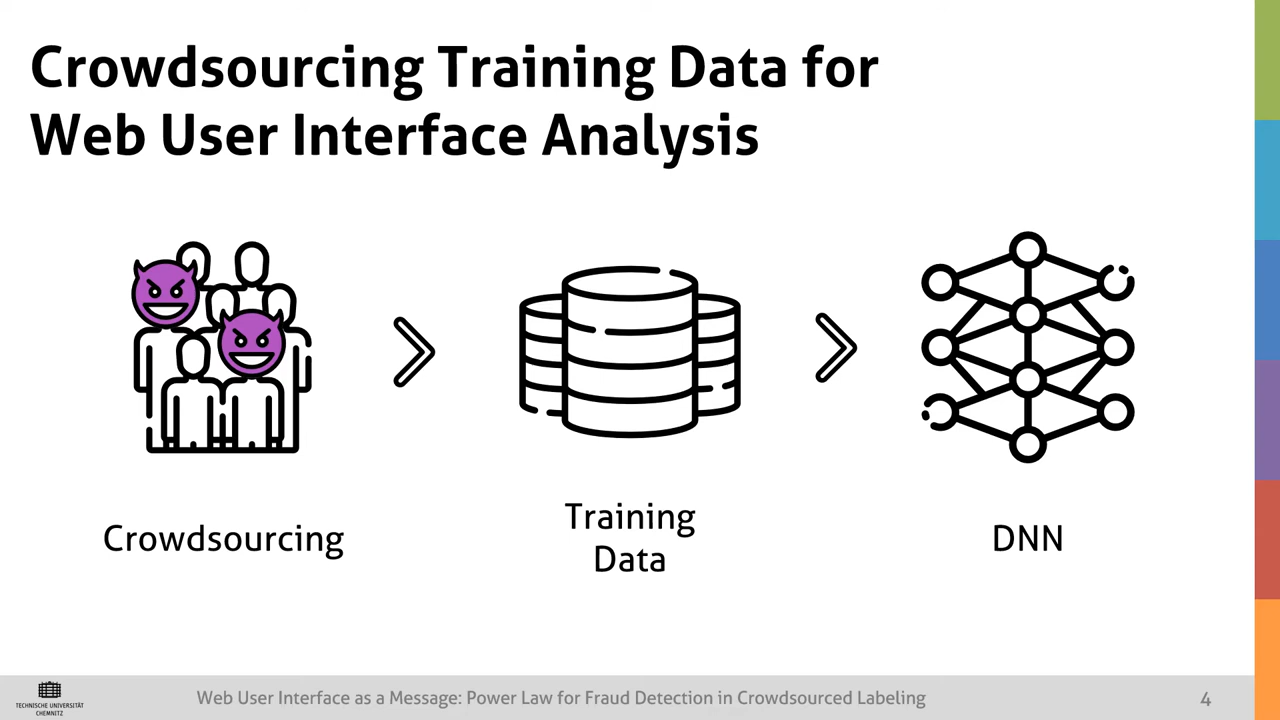 Crowdsourcing Training Data for
Web User Interface Analysis
Crowdsourcing
Training
Data
DNN
TECHNISCHE UNIVERSITÄT
CHEMNITZ
Web User Interface as a Message: Power Law for Fraud Detection in Crowdsourced Labeling
4